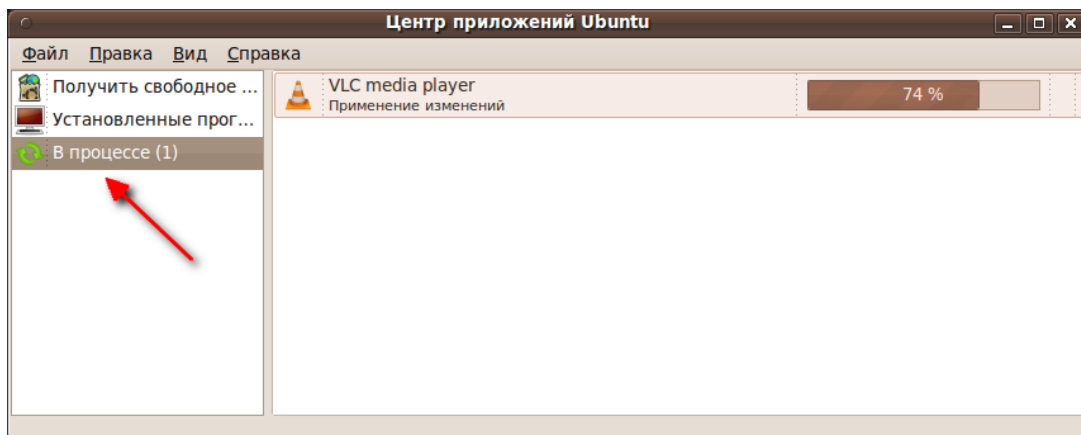 Центр приложений Ubuntu
Файл Правка Вид Справка
Получить свободное ...
Установленные прог...
В процессе (1)
VLC media player
Применение изменений
74 %